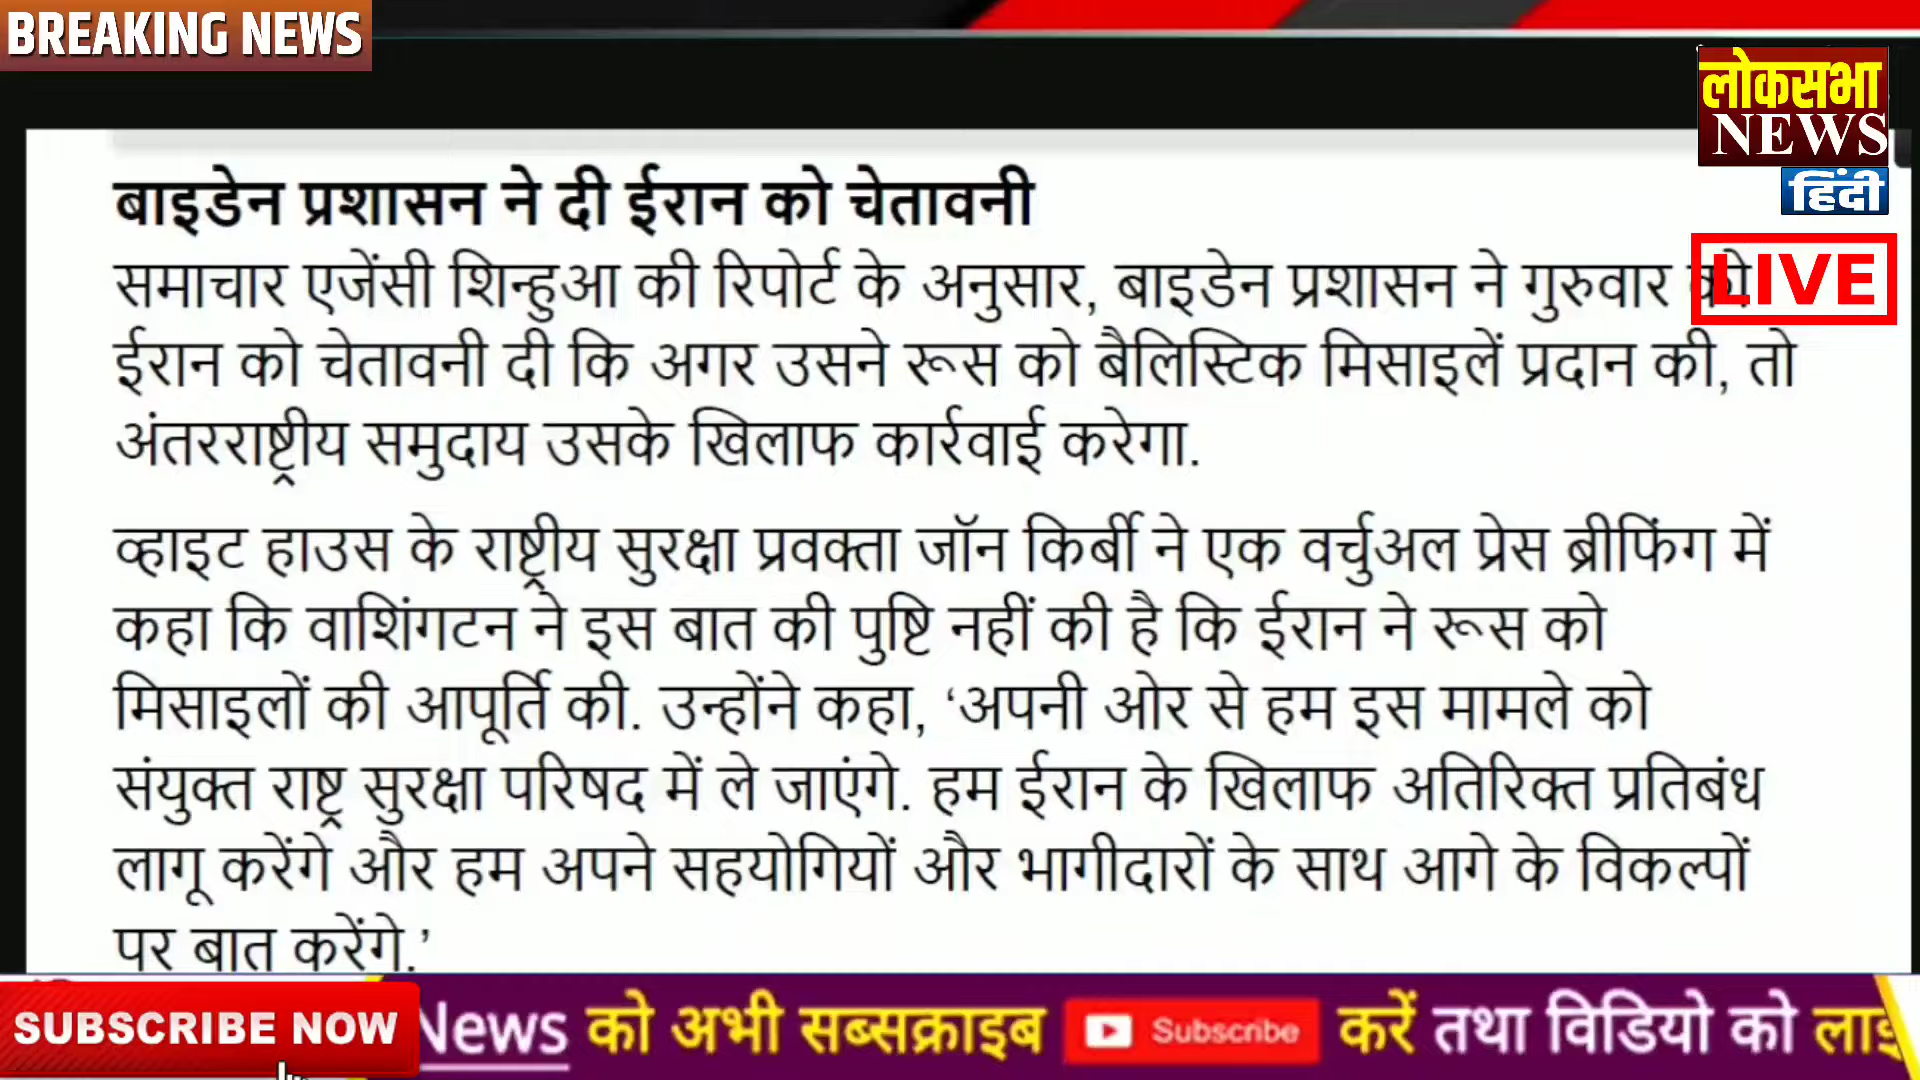 BREAKING NEWS
लोकसभा
NEWS
हिंदी
LIVE
बाइडेन प्रशासन ने दी ईरान को चेतावनी
समाचार एजेंसी शिन्हुआ की रिपोर्ट के अनुसार, बाइडेन प्रशासन ने गुरुवार को
ईरान को चेतावनी दी कि अगर उसने रूस को बैलिस्टिक मिसाइलें प्रदान की, तो
अंतरराष्ट्रीय समुदाय उसके खिलाफ कार्रवाई करेगा.
व्हाइट हाउस के राष्ट्रीय सुरक्षा प्रवक्ता जॉन किर्बी ने एक वर्चुअल प्रेस ब्रीफिंग में
कहा कि वाशिंगटन ने इस बात की पुष्टि नहीं की है कि ईरान ने रूस को
मिसाइलों की आपूर्ति की. उन्होंने कहा, ‘अपनी ओर से हम इस मामले को
संयुक्त राष्ट्र सुरक्षा परिषद में ले जाएंगे. हम ईरान के खिलाफ अतिरिक्त प्रतिबंध
लागू करेंगे और हम अपने सहयोगियों और भागीदारों के साथ आगे के विकल्पों
पर बात करेंगे.’
SUBSCRIBE NOW
News को अभी सब्सक्राइब Subscribe करें तथा विडियो को